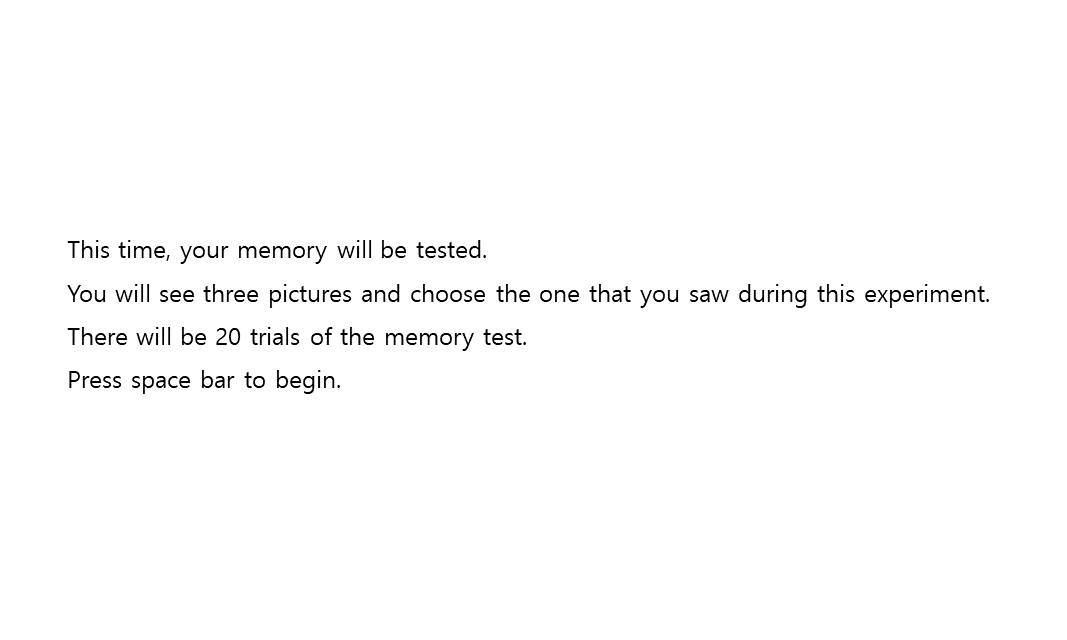 This time, your memory will be tested.
You will see three pictures and choose the one that you saw during this experiment.
There will be 20 trials of the memory test.
Press space bar to begin.